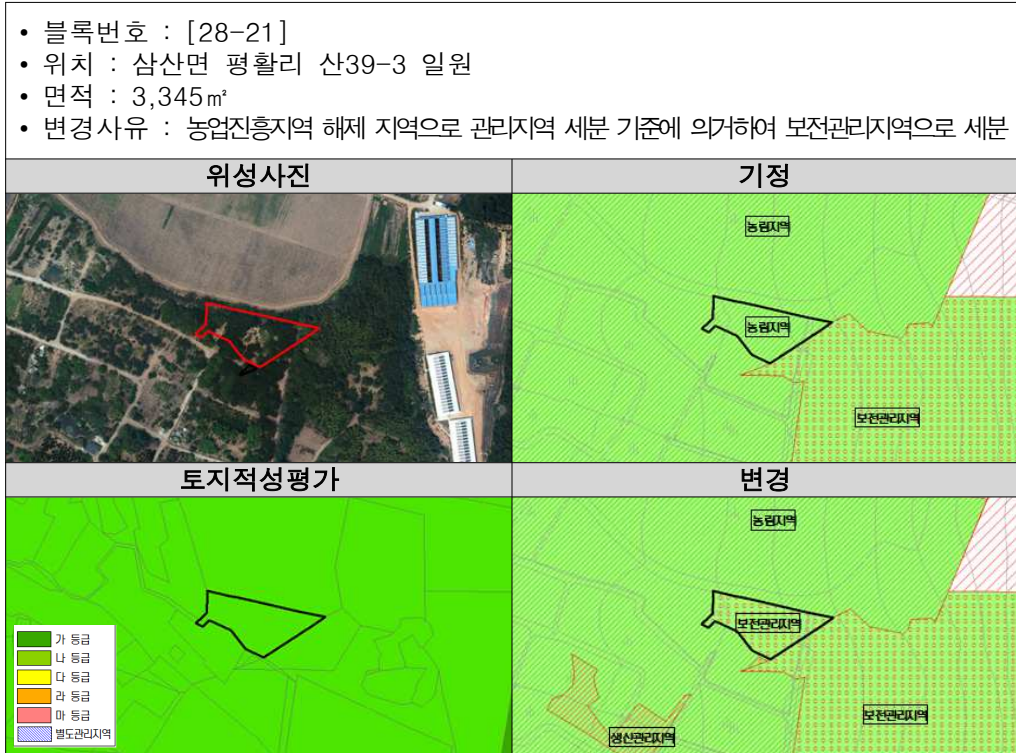 • 블록번호 : [28-21]
• 위치 : 삼산면 평활리 산39-3 일원
• 면적 : 3,345㎡
• 변경사유 : 농업진흥지역 해제 지역으로 관리지역 세분 기준에 의거하여 보전관리지역으로 세분
위성사진
기정
농림지역
농림지역
보전관리지역
토지적성평가
변경
가 등급
나 등급
다 등급
라 등급
마 등급
별도관리지역
농림지역
보전관리지역
보전관리지역
생산관리지역